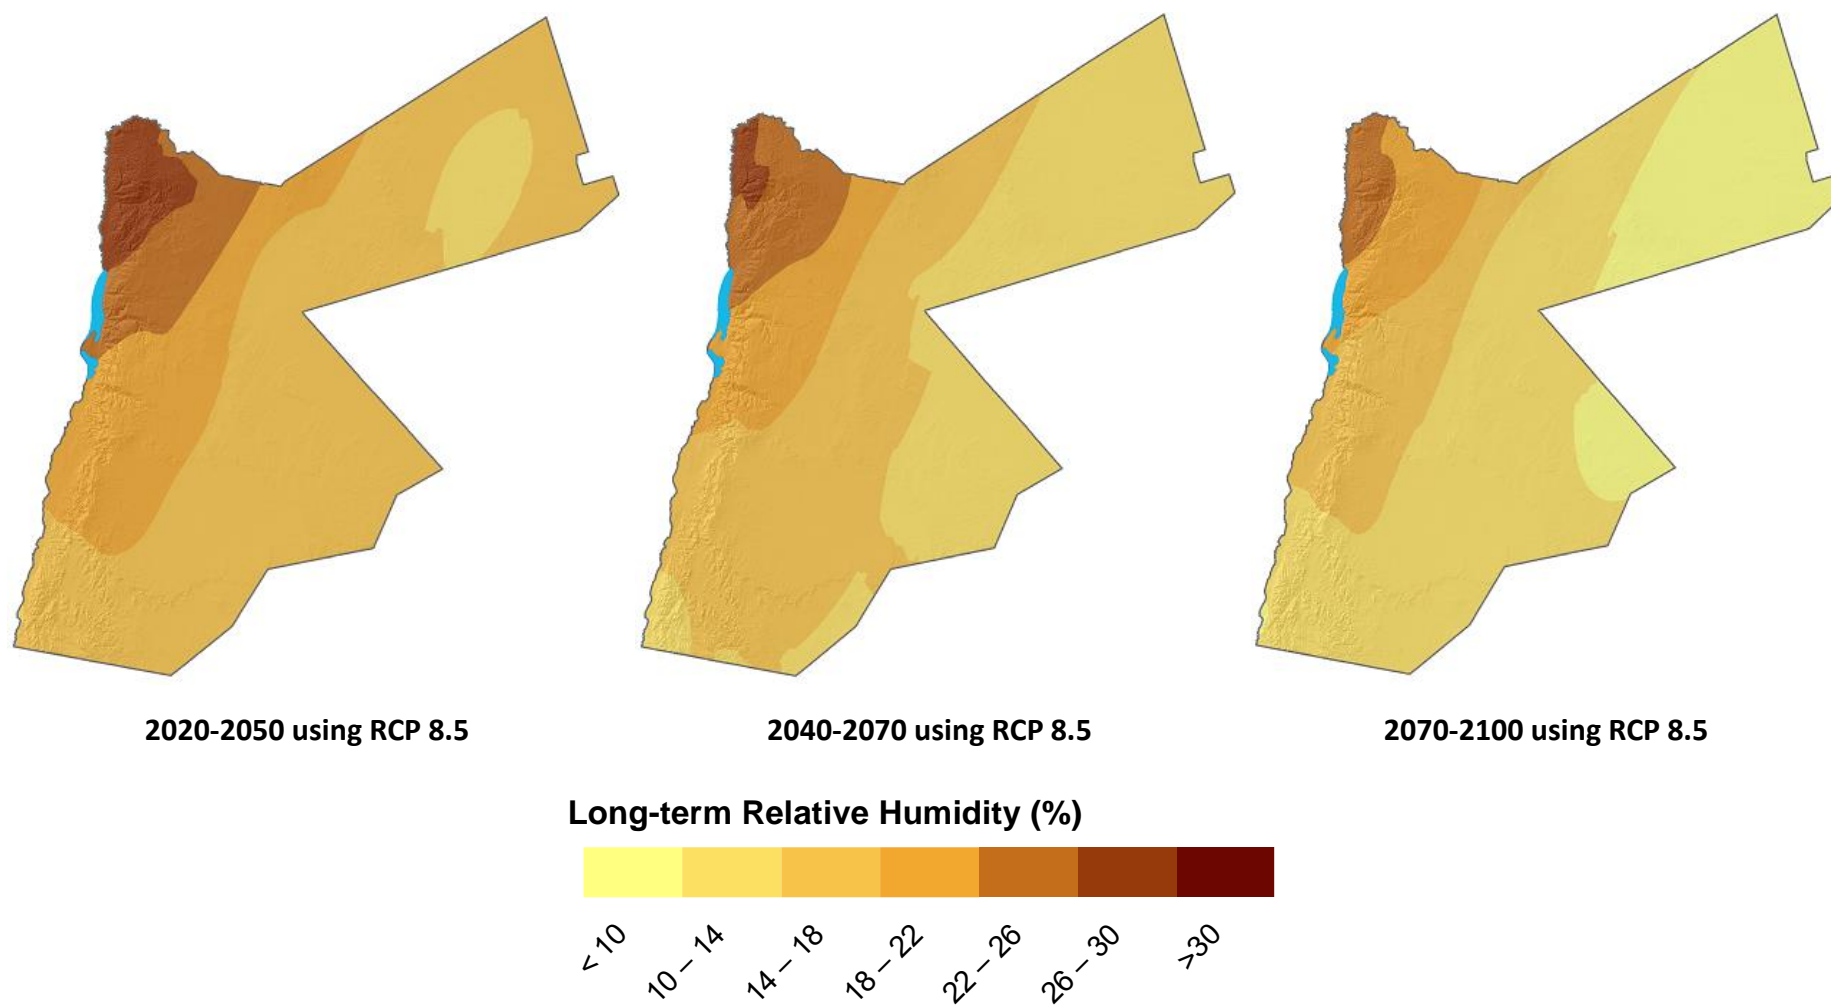 2020-2050 using RCP 8.5
2040-2070 using RCP 8.5
2070-2100 using RCP 8.5
Long-term Relative Humidity (%)
< 10
10 – 14
14 – 18
18 – 22
22 – 26
26 – 30
>30